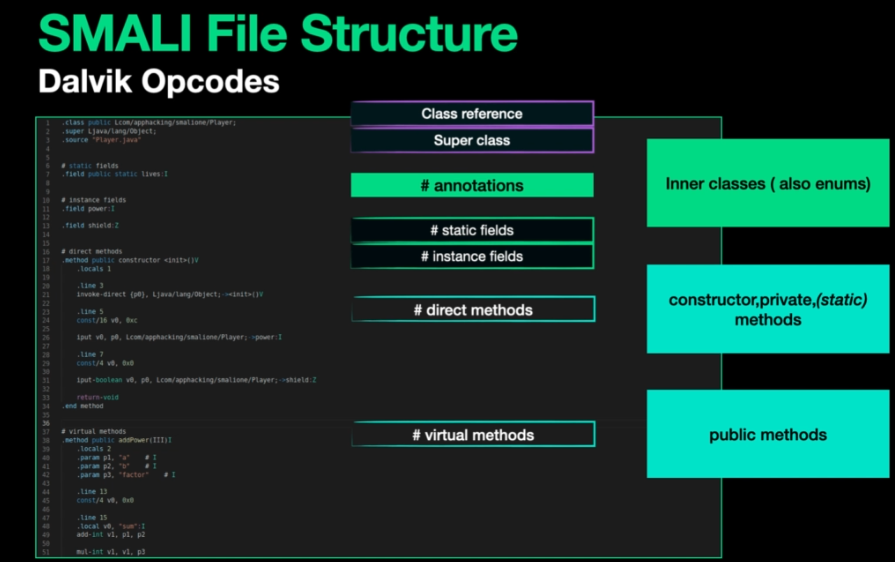 SMALI File Structure
Dalvik Opcodes
1 .class public Lcom/apphacking/smalione/Player;
2 .super Ljava/lang/Object;
3 .source "Player.java"
4
5
6 # static fields
7 .field public static lives:I
8
9
10 # instance fields
11 .field power:I
12
13 .field shield:Z
14
15
16 # direct methods
17 .method public constructor <init>()V
18 .locals 1
19
20 .line 3
21 invoke-direct {p0}, Ljava/lang/Object;-><init>()V
22
23 .line 5
24 const/16 v0, 0xc
25
26 iput v0, p0, Lcom/apphacking/smalione/Player;->power:I
27
28 .line 7
29 const/4 v0, 0x0
30
31 iput-boolean v0, p0, Lcom/apphacking/smalione/Player;->shield:Z
32
33 return-void
34 .end method
35
36
37 # virtual methods
38 .method public addPower(III)I
39 .locals 2
40 .param p1, "a" # I
41 .param p2, "b" # I
42 .param p3, "factor" # I
43
44 .line 13
45 const/4 v0, 0x0
46
47 .line 15
48 .local v0, "sum":I
49 add-int v1, p1, p2
50
51 mul-int v1, v1, p3
Class reference
Super class
# annotations
# static fields
# instance fields
# direct methods
# virtual methods
Inner classes ( also enums)
constructor,private,(static)
methods
public methods